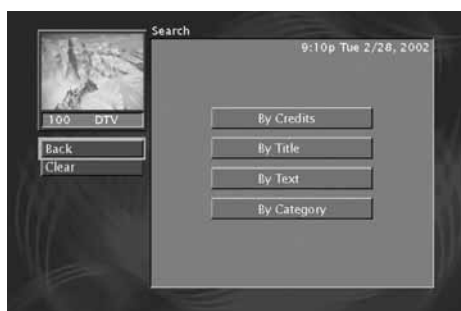 Search
9:10p Tue 2/28, 2002
100 DTV
Back
Clear
By Credits
By Title
By Text
By Category